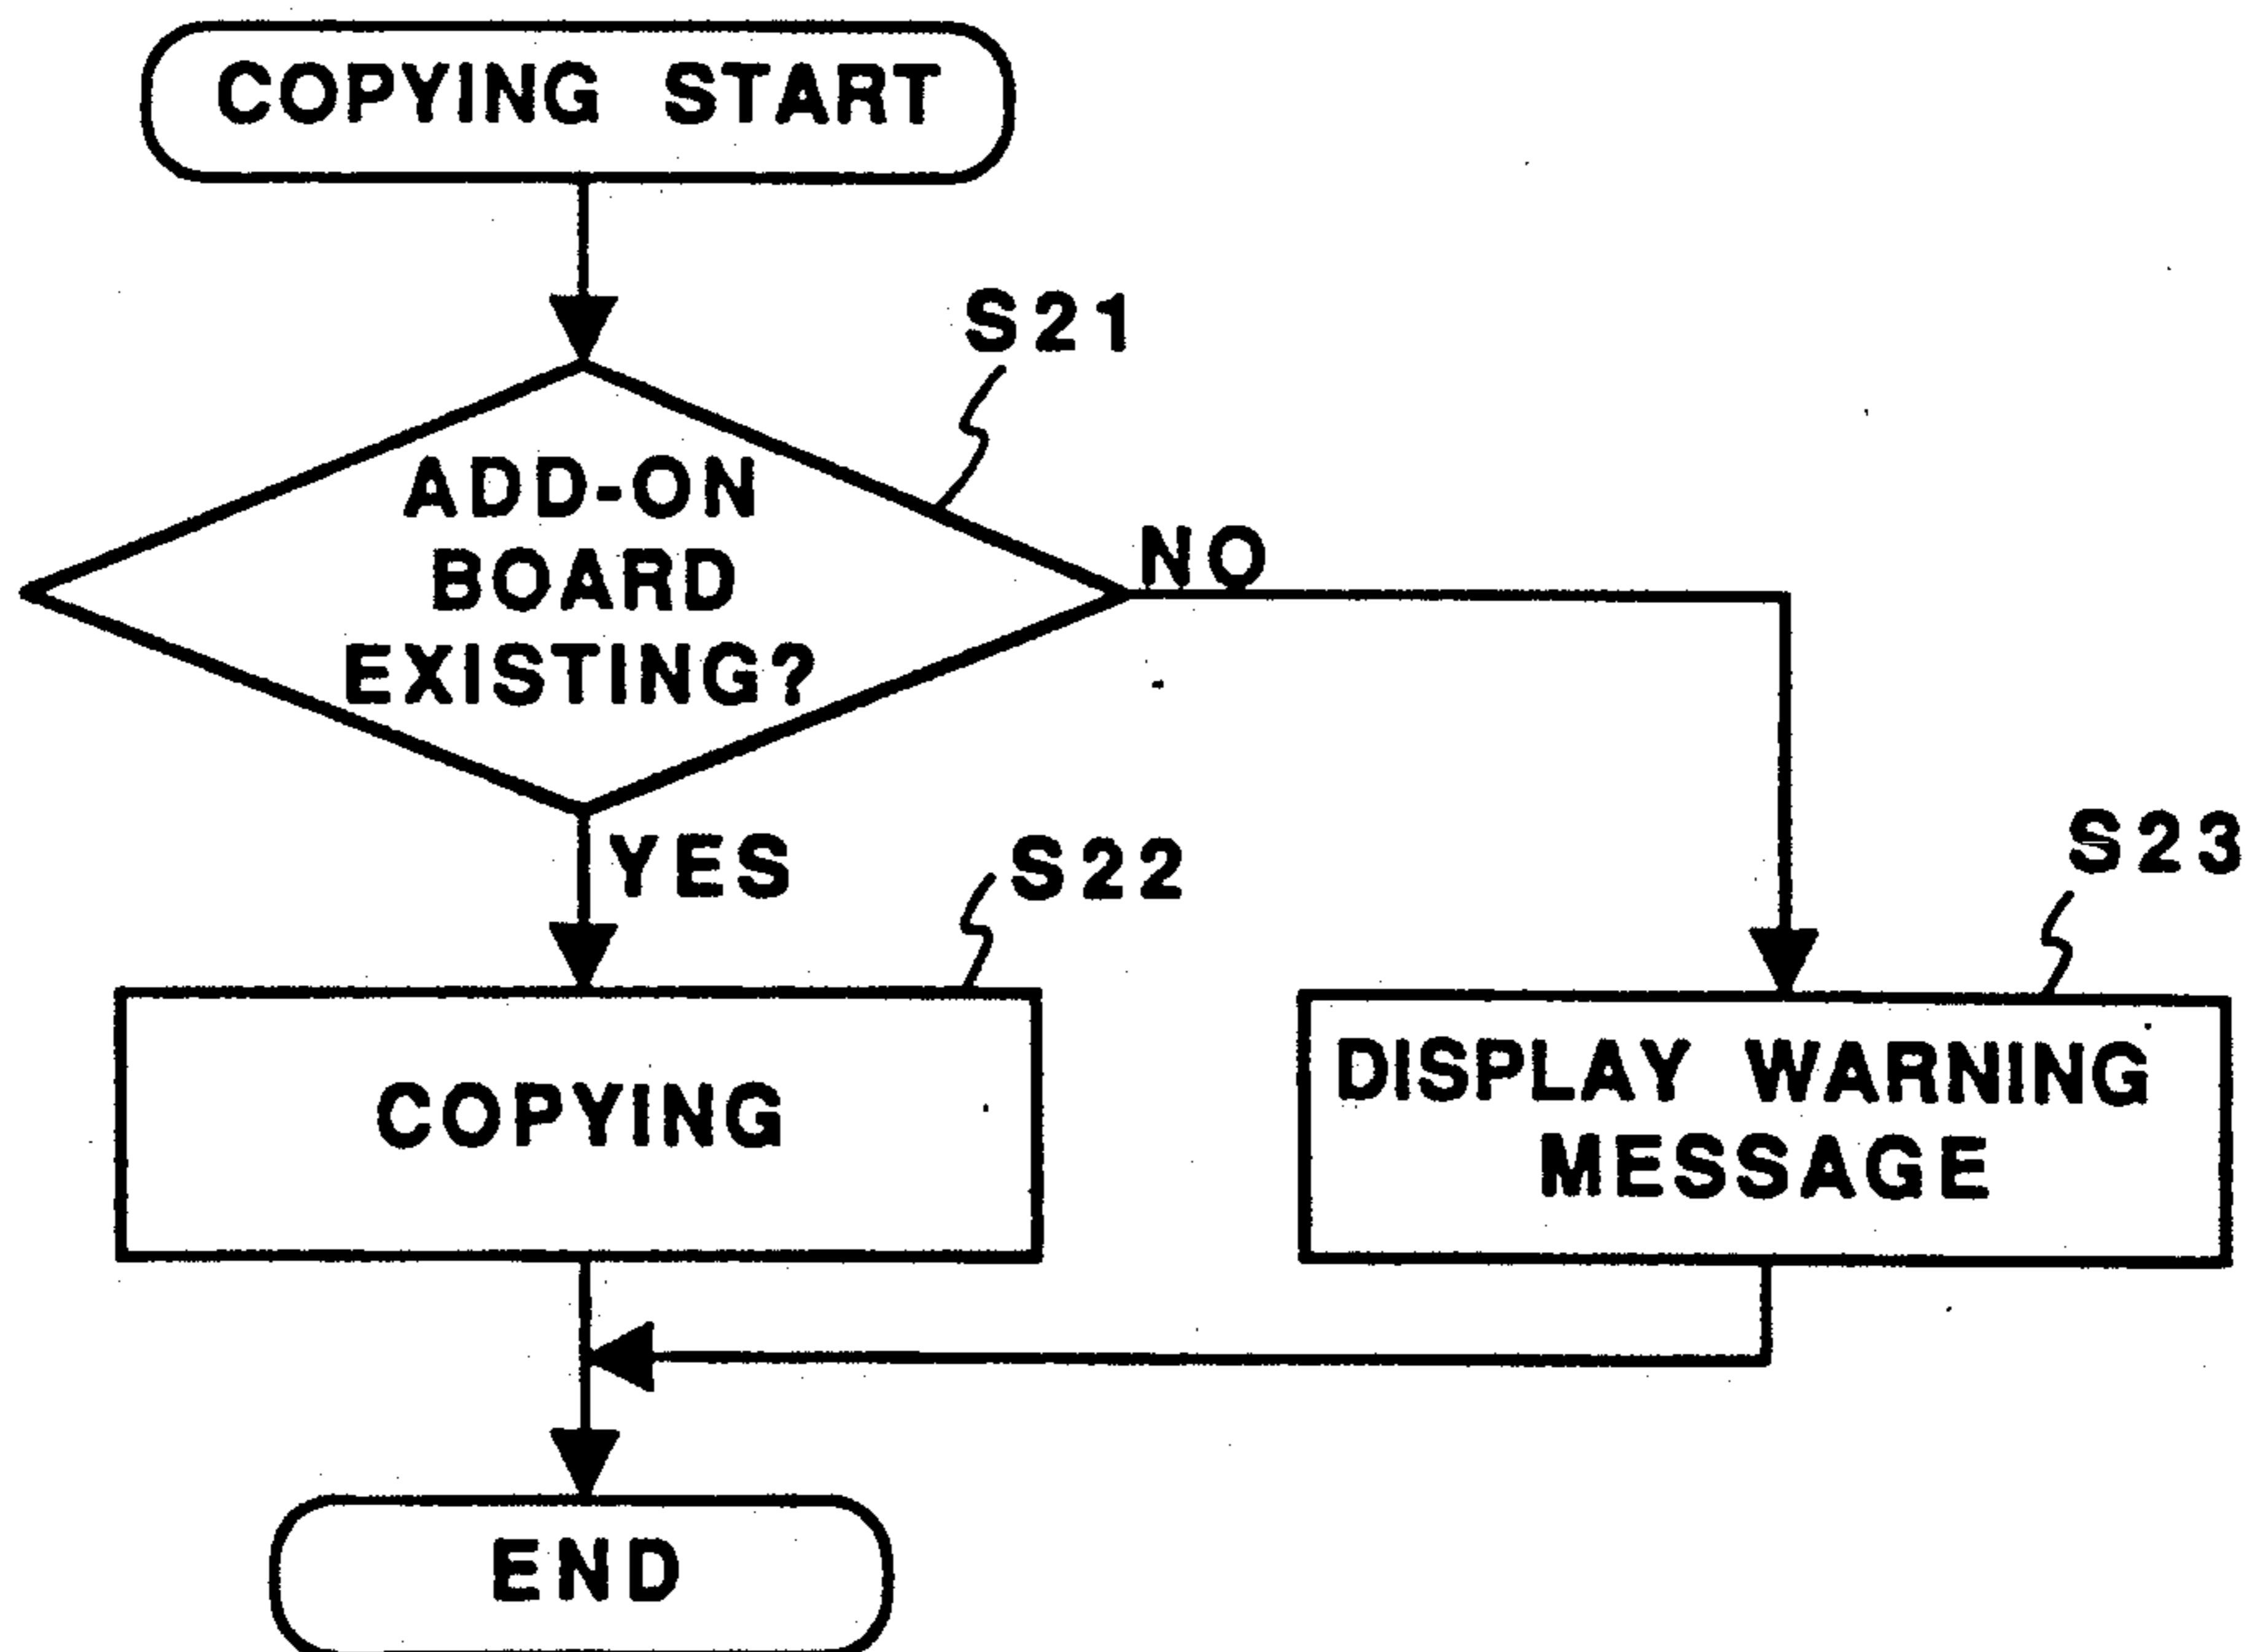 COPYING START
S21
ADD-ON
BOARD
EXISTING?
NO
YES
S22
S23
COPYING
DISPLAY WARNING
MESSAGE
END